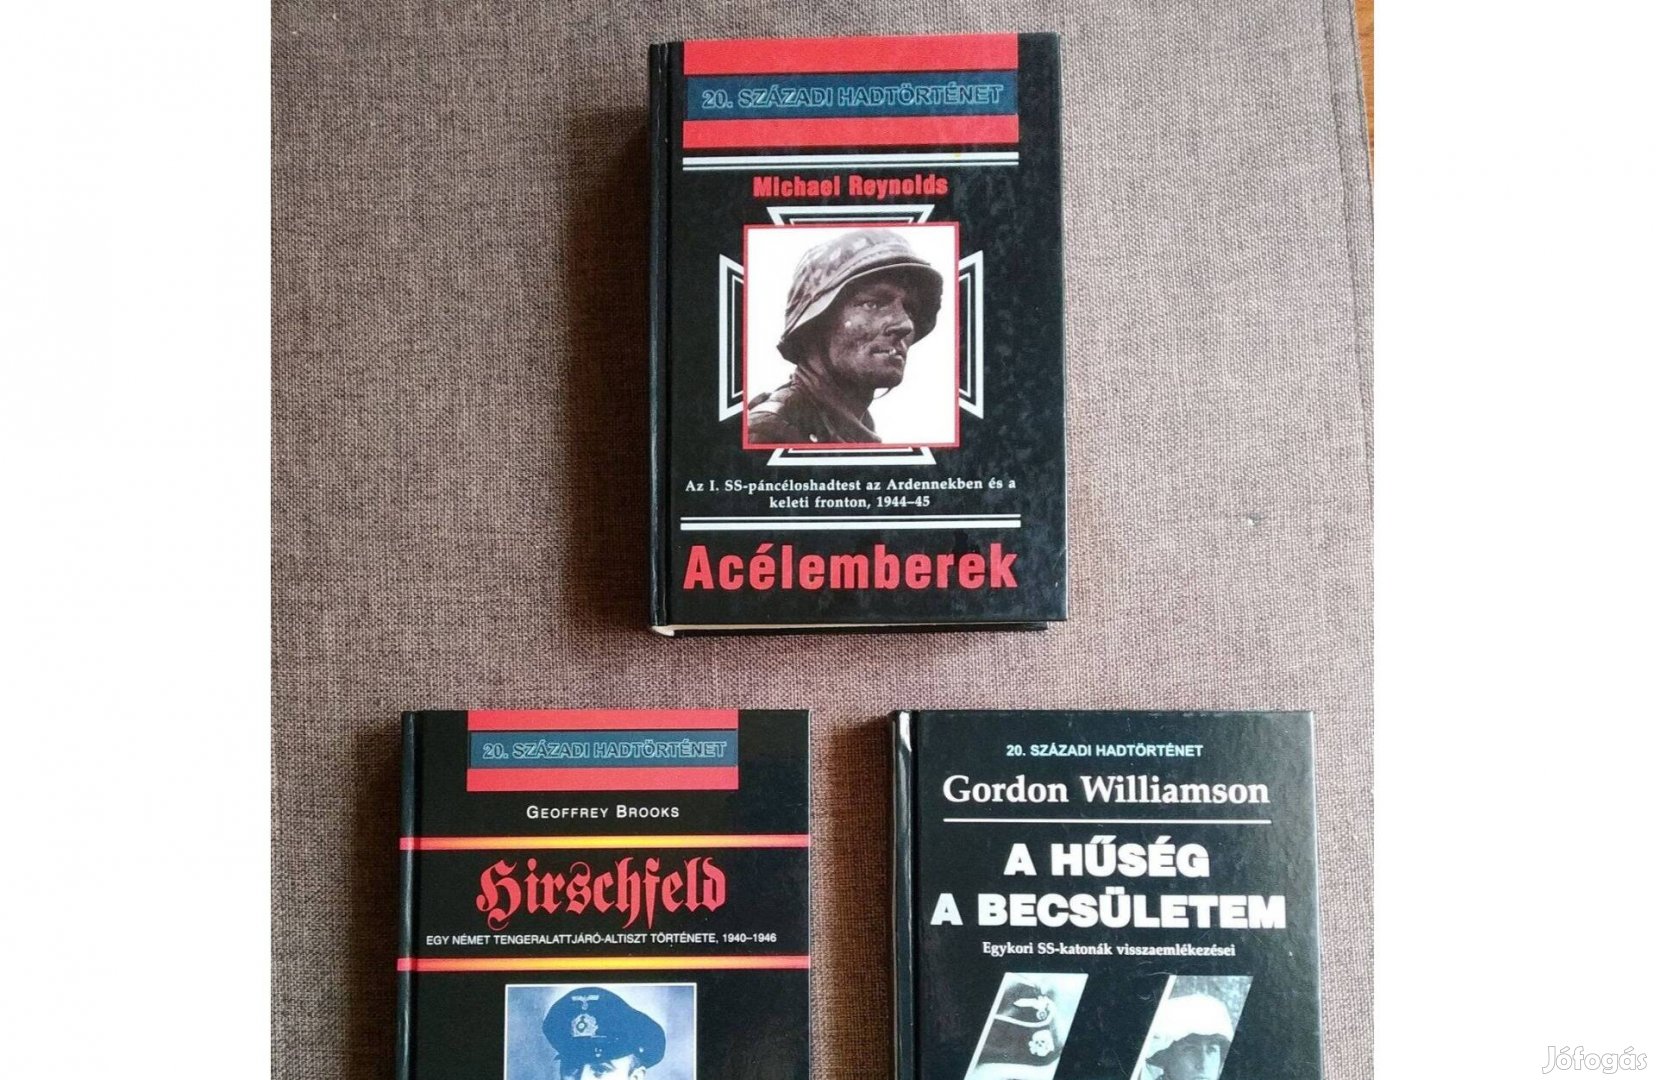 20. SZÁZADI HADTÖRTÉNET
Michael Reynolds
Az I. SS-páncéloshadtest az Ardennekben és a
keleti fronton, 1944–45
Acélemberek
20. SZÁZADI HADTÖRTÉNET
GEOFFREY BROOKS
Hirschfeld
EGY NÉMET TENGERALATTJÁRÓ-ALTISZT TÖRTÉNETE, 1940–1946
20. SZÁZADI HADTÖRTÉNET
Gordon Williamson
A HŰSÉG
A BECSÜLETEM
Egykori SS-katonák visszaemlékezései
Jófogás